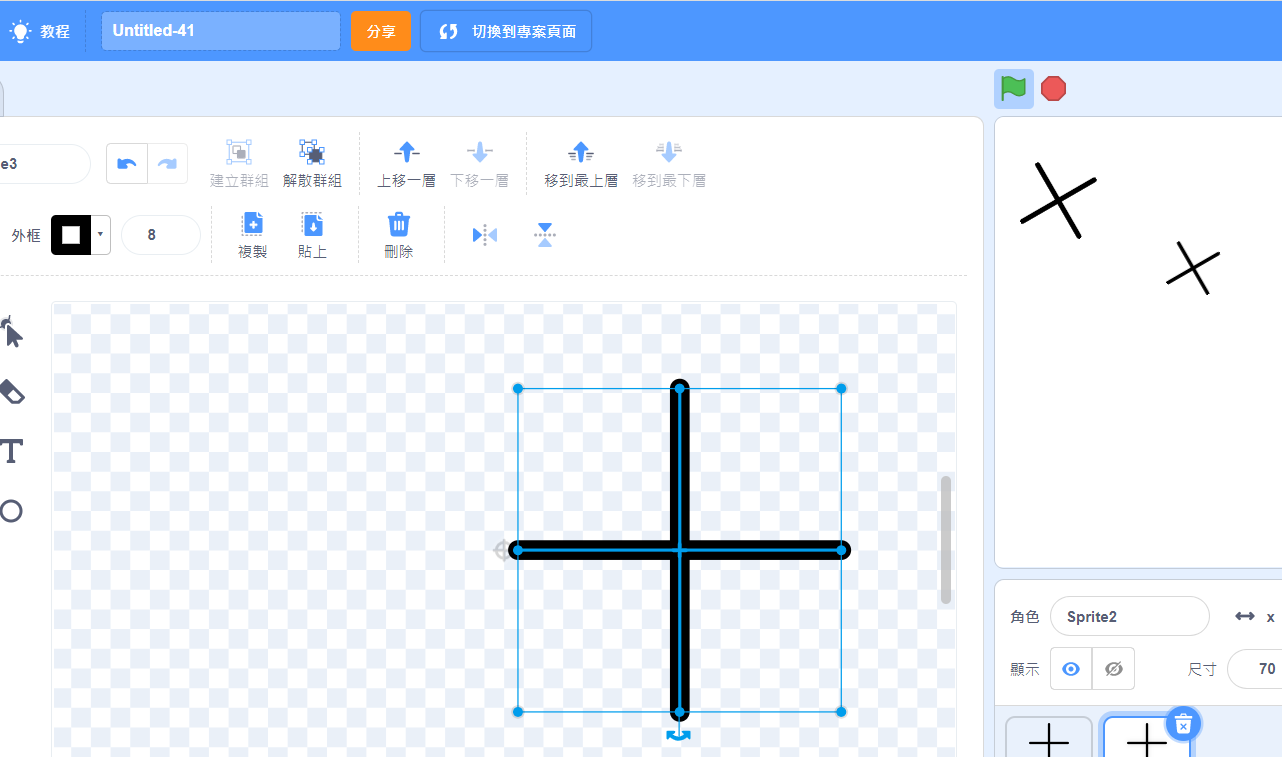 教程
Untitled-41
分享
切換到專案頁面
e3
建立群組
解散群組
上移一層
下移一層
移到最上層
移到最下層
外框
8
複製
貼上
刪除
T
角色
Sprite2
x
顯示
尺寸
70